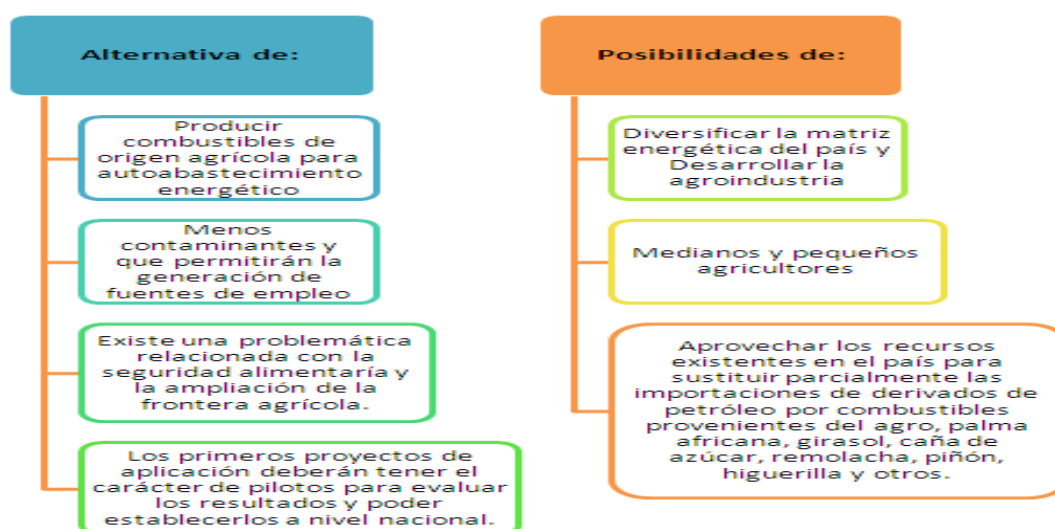 Alternativa de:
Producir
combustibles de
origen agrícola para
autoabastecimiento
energético
Menos
contaminantes y
que permitirán la
generación de
fuentes de empleo
Existe una problemática
relacionada con la
seguridad alimentaría y
la ampliación de la
frontera agrícola.
Los primeros proyectos de
aplicación deberán tener el
carácter de pilotos para evaluar
los resultados y poder
establecerlos a nivel nacional.
Posibilidades de:
Diversificar la matriz
energética del país y
Desarrollar la
agroindustria
Medianos y pequeños
agricultores
Aprovechar los recursos
existentes en el país para
sustituir parcialmente las
importaciones de derivados de
petróleo por combustibles
provenientes del agro, palma
africana, girasol, caña de
azúcar, remolacha, piñón,
higuerilla y otros.